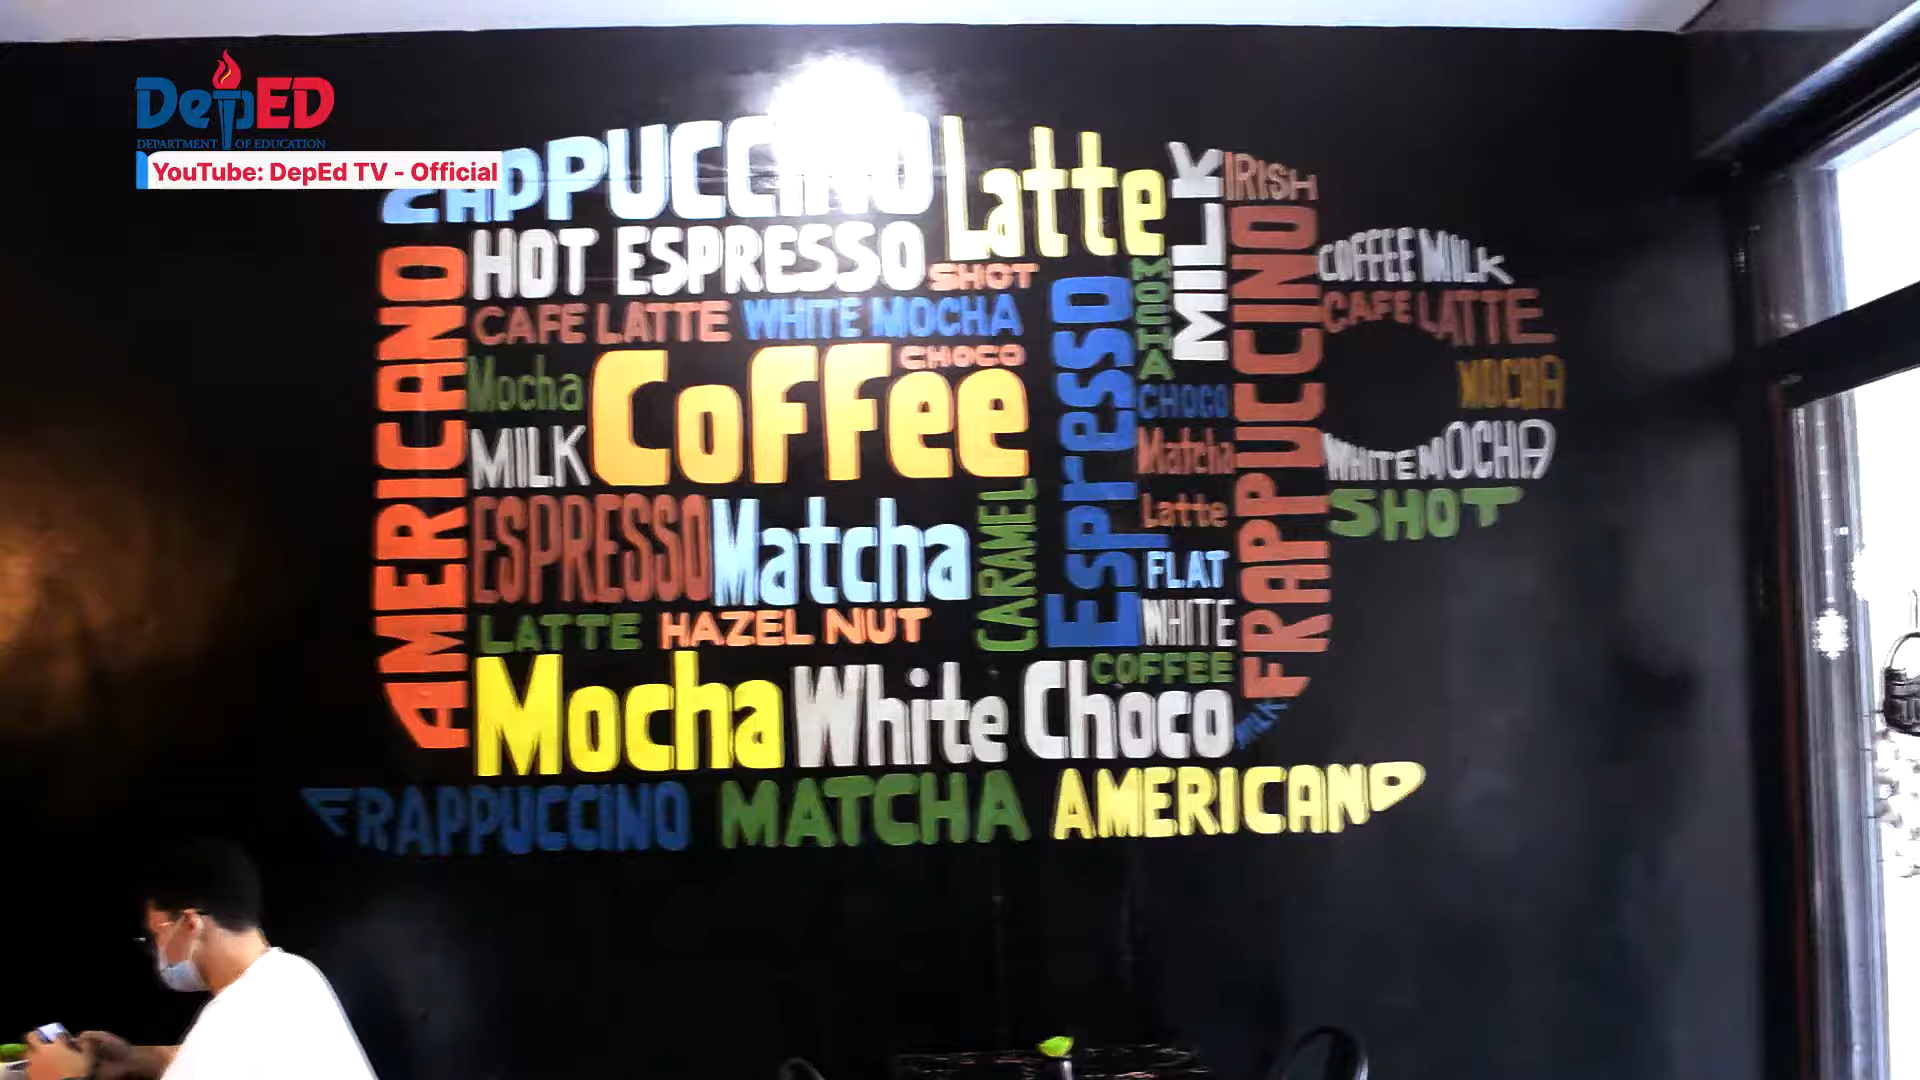 DepED
DEPARTMENT OF EDUCATION
YouTube: DepEd TV - Official
CAPPUCCINO
Latte
MILK
IRISH
HOT ESPRESSO
SHOT
AMERICANO
CAFE LATTE
WHITE MOCHA
CHOCO
Mocha
Coffee
MILK
ESPRESSO
Matcha
CARAMEL
Espresso
MOCHA
CHOCO
Matcha
Latte
FLAT
WHITE
COFFEE
FRAPPUCCINO
MILK
COFFEE MILK
CAFE LATTE
MOCHA
WHITE MOCHA
SHOT
LATTE
HAZEL NUT
Mocha White Choco
FRAPPUCCINO MATCHA AMERICANO